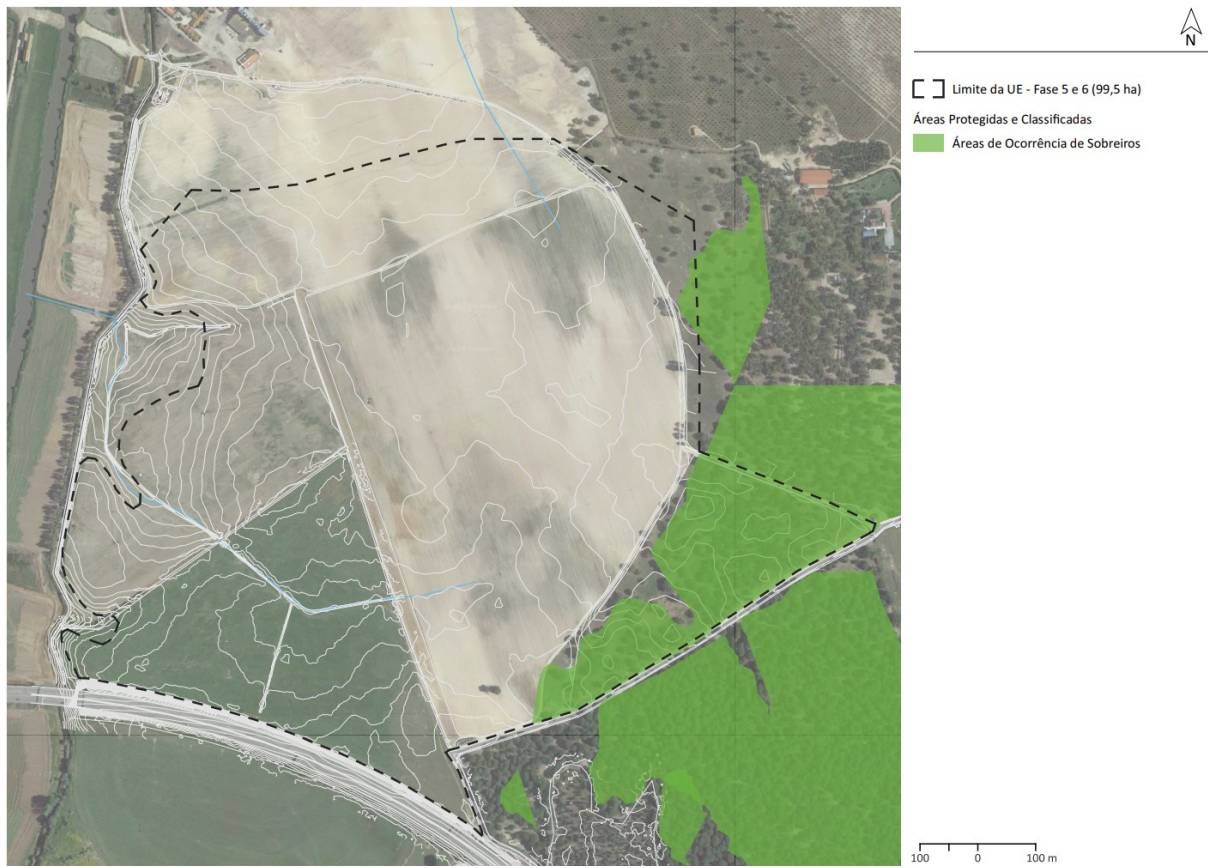 N
Limite da UE - Fase 5 e 6 (99,5 ha)
Áreas Protegidas e Classificadas
Áreas de Ocorrência de Sobreiros
100 0 100 m